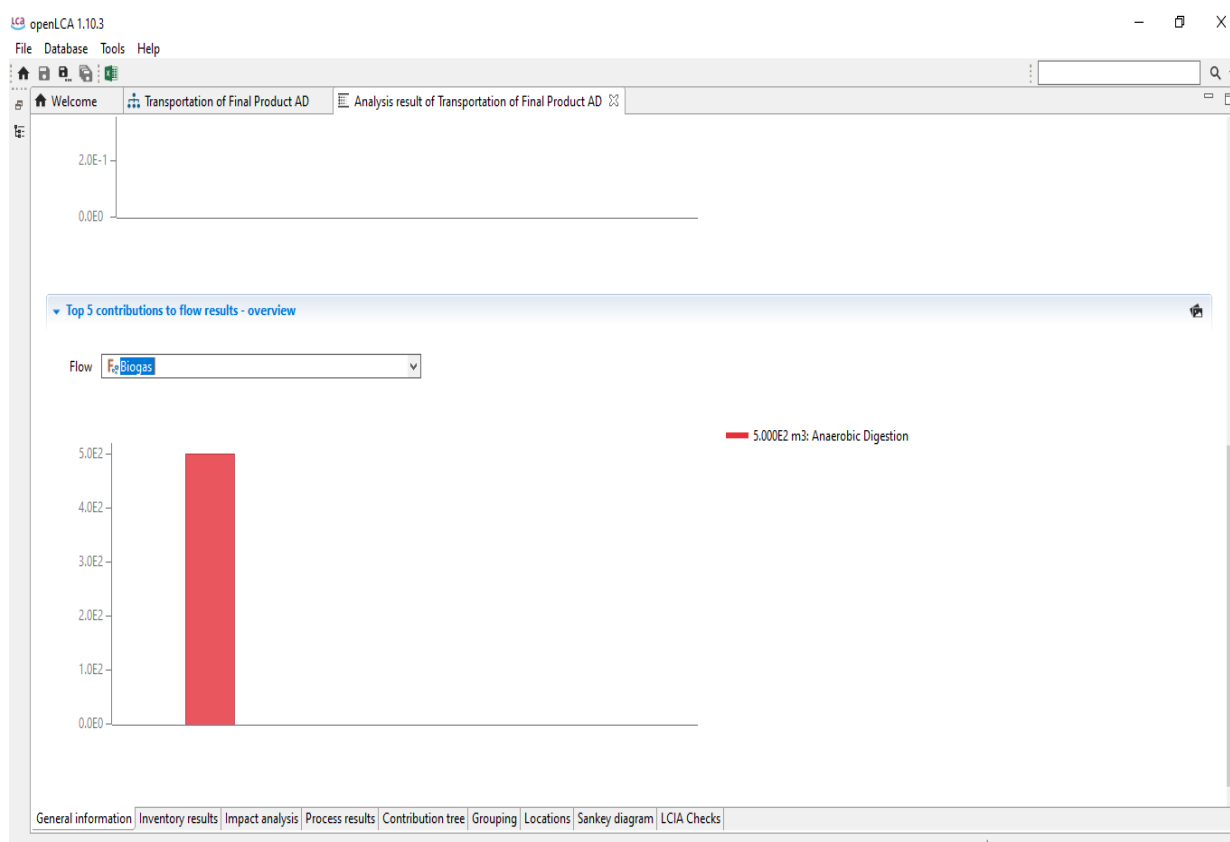 LCA openLCA 1.10.3
File Database Tools Help
Welcome Transportation of Final Product AD Analysis result of Transportation of Final Product AD
2.0E-1
0.0E0
Top 5 contributions to flow results - overview
Flow Biogas
5.000E2 m3: Anaerobic Digestion
5.0E2
4.0E2
3.0E2
2.0E2
1.0E2
0.0E0
General information Inventory results Impact analysis Process results Contribution tree Grouping Locations Sankey diagram LCIA Checks